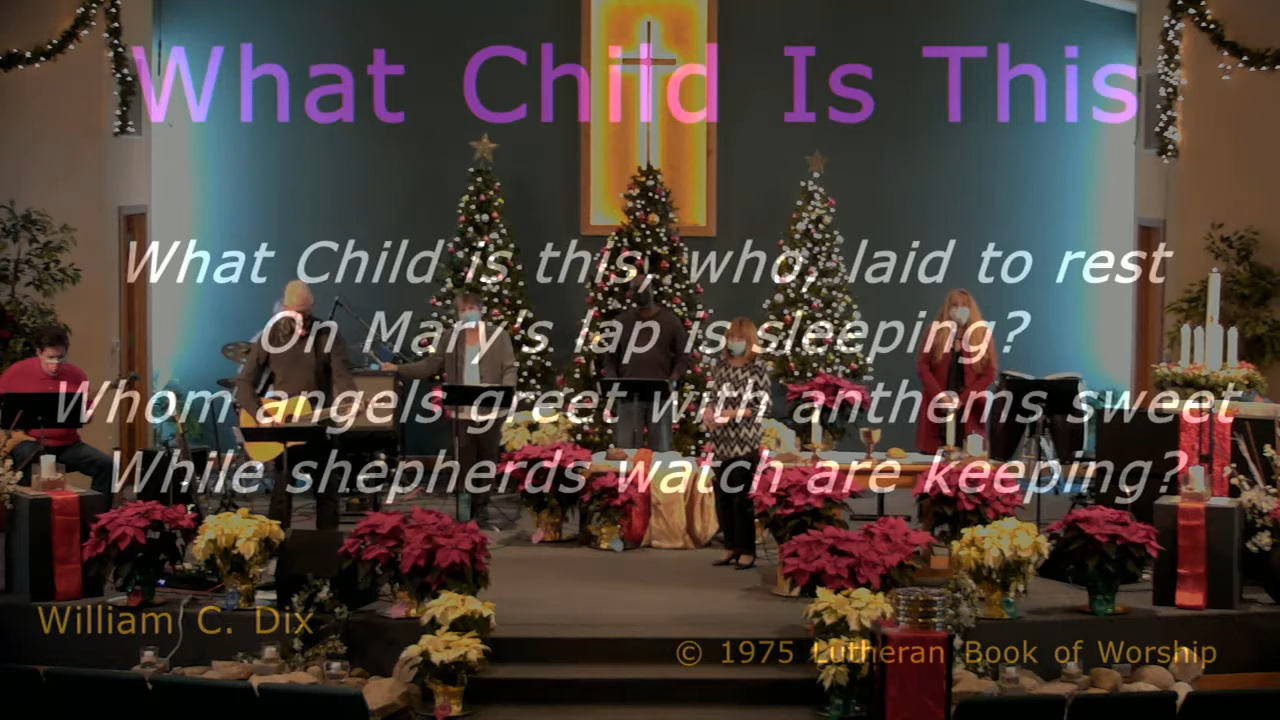 What Child Is This
What Child is this, who, laid to rest
On Mary's lap is sleeping?
Whom angels greet with anthems sweet
While shepherds watch are keeping?
William C. Dix
© 1975 Lutheran Book of Worship